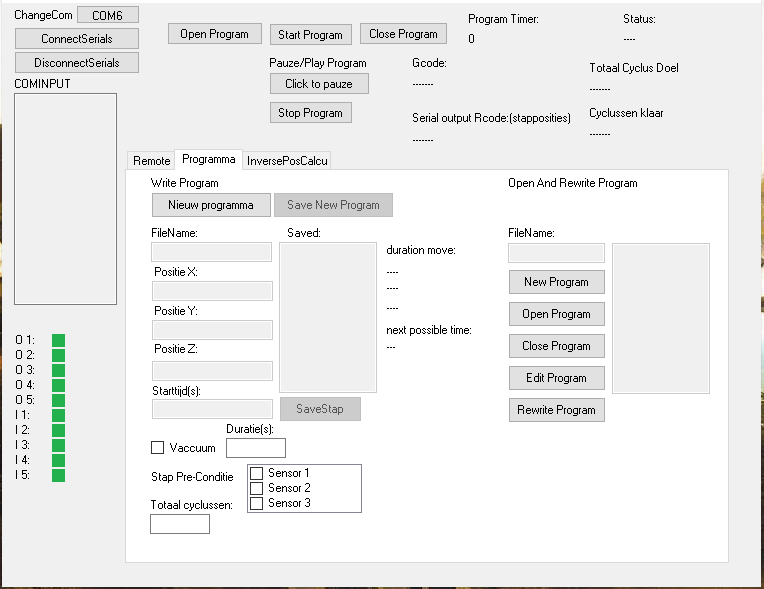 ChangeCom COM6
ConnectSerials
DisconnectSerials
COMINPUT
Open Program Start Program Close Program
Pauze/Play Program
Click to pauze
Stop Program
Program Timer:
0
Status:
----
Gcode:
-------
Totaal Cyclus Doel
-------
Serial output Rcode:(stapposities)
-------
Cyclussen klaar
-------
Remote Programma InversePosCalcu
Write Program
Nieuw programma Save New Program
FileName:
Saved:
Positie X:
Positie Y:
Positie Z:
Starttijd(s):
SaveStap
duration move:
----
----
----
next possible time:
---
Duratie(s):
Vaccuum
Stap Pre-Conditie
Sensor 1
Sensor 2
Sensor 3
Totaal cyclussen:
Open And Rewrite Program
FileName:
New Program
Open Program
Close Program
Edit Program
Rewrite Program
O 1:
O 2:
O 3:
O 4:
O 5:
I 1:
I 2:
I 3:
I 4:
I 5: